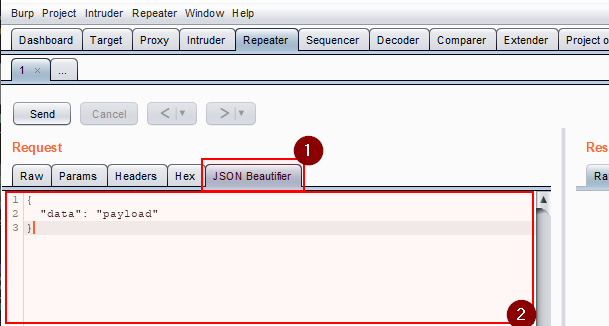 Burp Project Intruder Repeater Window Help
Dashboard Target Proxy Intruder Repeater Sequencer Decoder Comparer Extender Project o
1 × ...
Send Cancel < | ▼ > | ▼
1
Request Res
Raw Params Headers Hex JSON Beautifier Ra
1 {
2 "data": "payload"
3 }
2